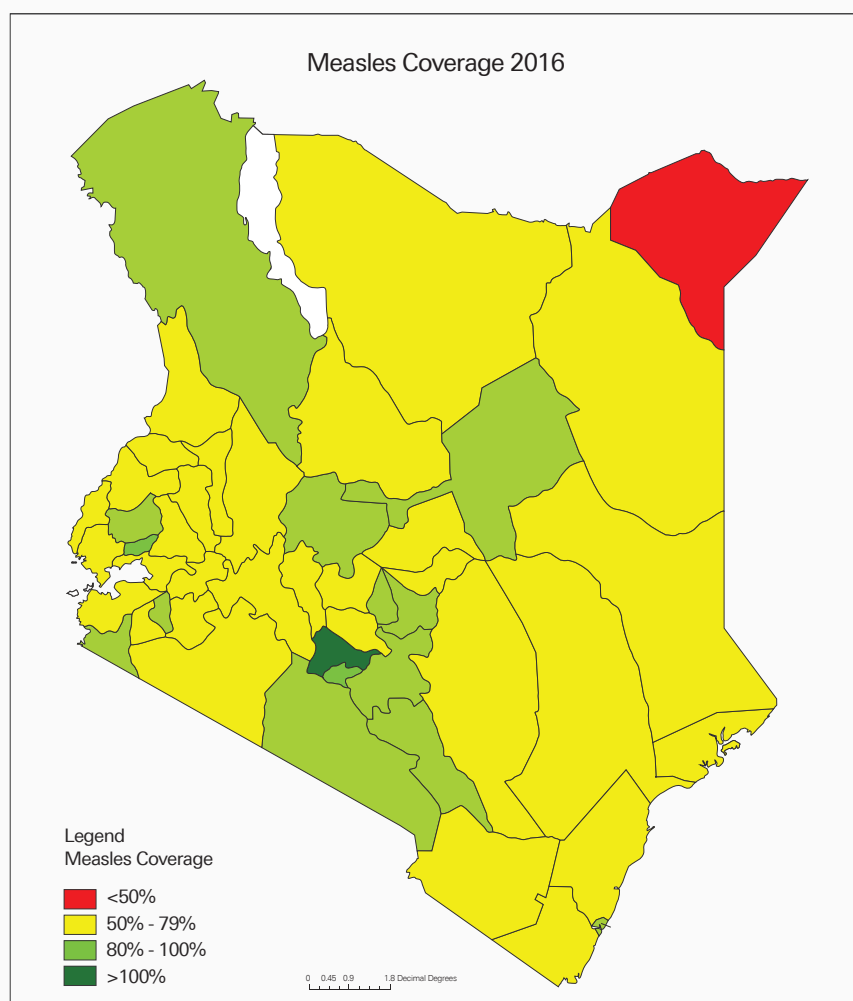 Measles Coverage 2016
Legend
Measles Coverage
<50%
50% - 79%
80% - 100%
>100%
0 0.45 0.9 1.8 Decimal Degrees